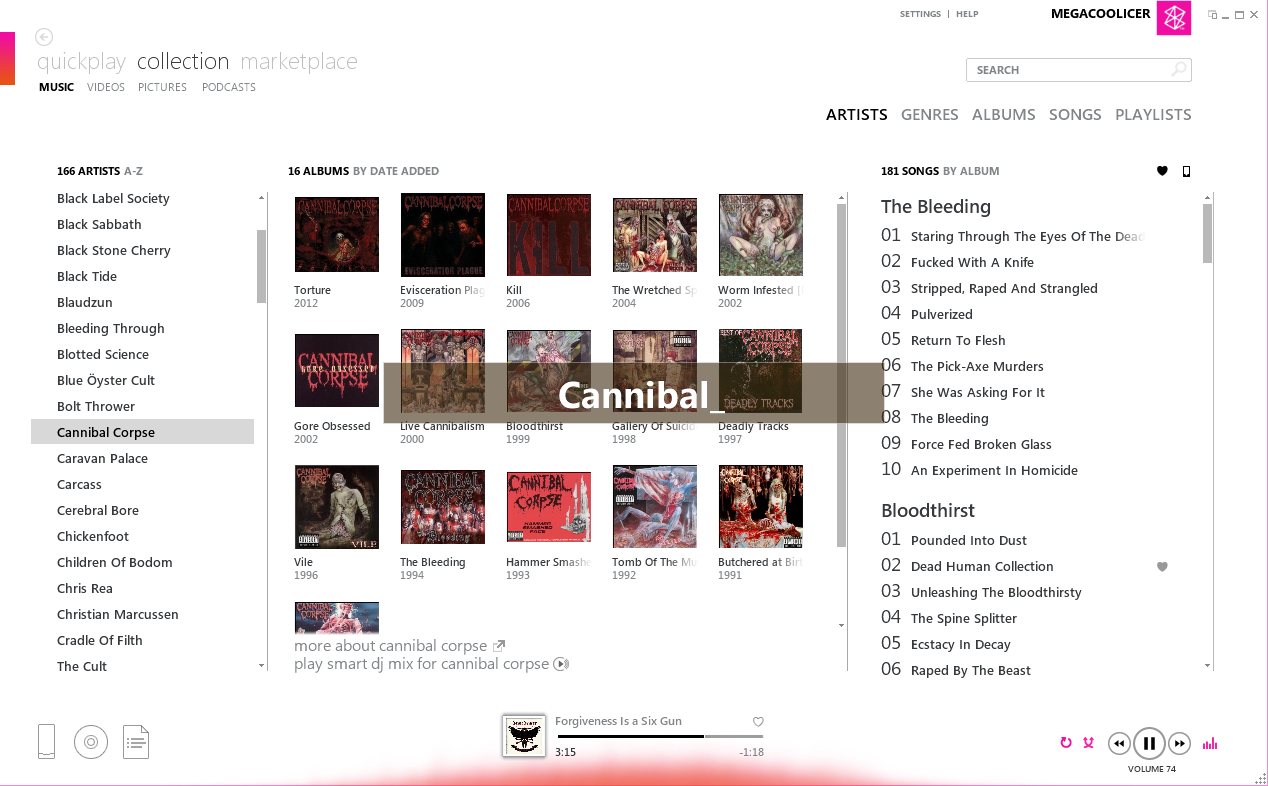 SETTINGS | HELP
MEGACOOLICER
quickplay collection marketplace
MUSIC VIDEOS PICTURES PODCASTS
SEARCH
ARTISTS GENRES ALBUMS SONGS PLAYLISTS
166 ARTISTS A-Z
Black Label Society
Black Sabbath
Black Stone Cherry
Black Tide
Blaudzun
Bleeding Through
Blotted Science
Blue Öyster Cult
Bolt Thrower
Cannibal Corpse
Caravan Palace
Carcass
Cerebral Bore
Chickenfoot
Children Of Bodom
Chris Rea
Christian Marcussen
Cradle Of Filth
The Cult
16 ALBUMS BY DATE ADDED
Torture
2012
Evisceration Plag
2009
Kill
2006
The Wretched Sp
2004
Worm Infested [
2002
Gore Obsessed
2002
Live Cannibalism
2000
Bloodthirst
1999
Gallery Of Suicid
1998
Deadly Tracks
1997
Cannibal_
Vile
1996
The Bleeding
1994
Hammer Smashe
1993
Tomb Of The Mu
1992
Butchered at Birt
1991
more about cannibal corpse
play smart dj mix for cannibal corpse
181 SONGS BY ALBUM
The Bleeding
01 Staring Through The Eyes Of The Dead
02 Fucked With A Knife
03 Stripped, Raped And Strangled
04 Pulverized
05 Return To Flesh
06 The Pick-Axe Murders
07 She Was Asking For It
08 The Bleeding
09 Force Fed Broken Glass
10 An Experiment In Homicide
Bloodthirst
01 Pounded Into Dust
02 Dead Human Collection
03 Unleashing The Bloodthirsty
04 The Spine Splitter
05 Ecstacy In Decay
06 Raped By The Beast
Forgiveness Is a Six Gun
3:15 -1:18
VOLUME 74